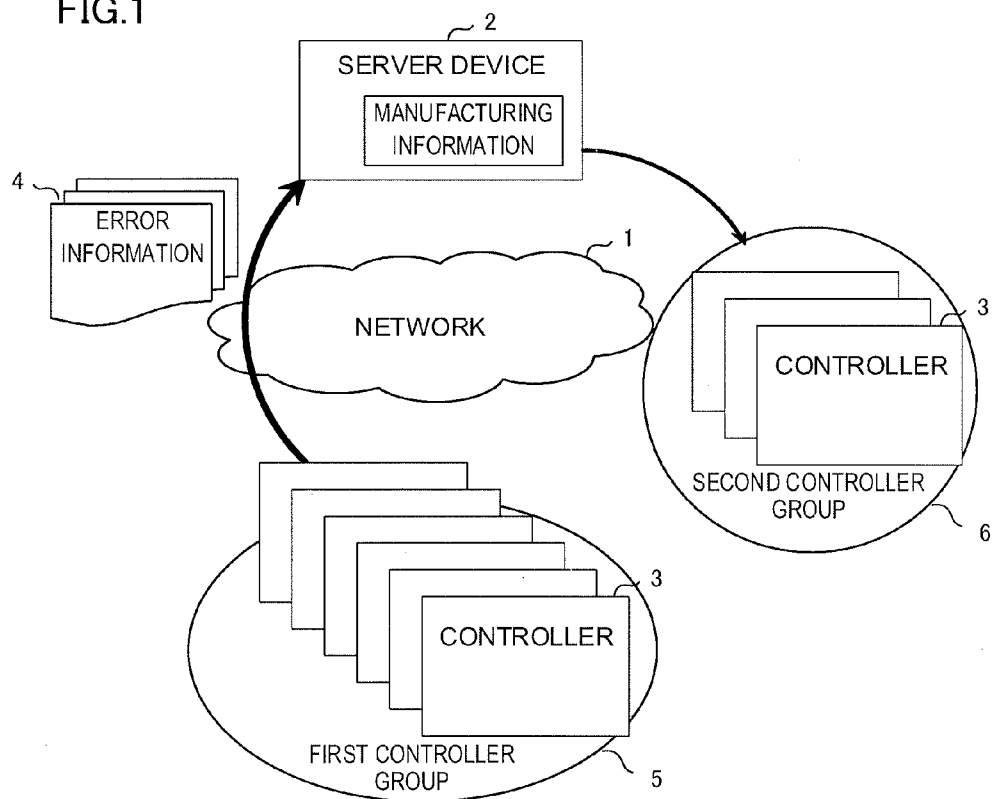 FIG.1
2
SERVER DEVICE
MANUFACTURING
INFORMATION
4
ERROR
INFORMATION
1
NETWORK
3
CONTROLLER
SECOND CONTROLLER
GROUP
6
3
CONTROLLER
FIRST CONTROLLER
GROUP
5